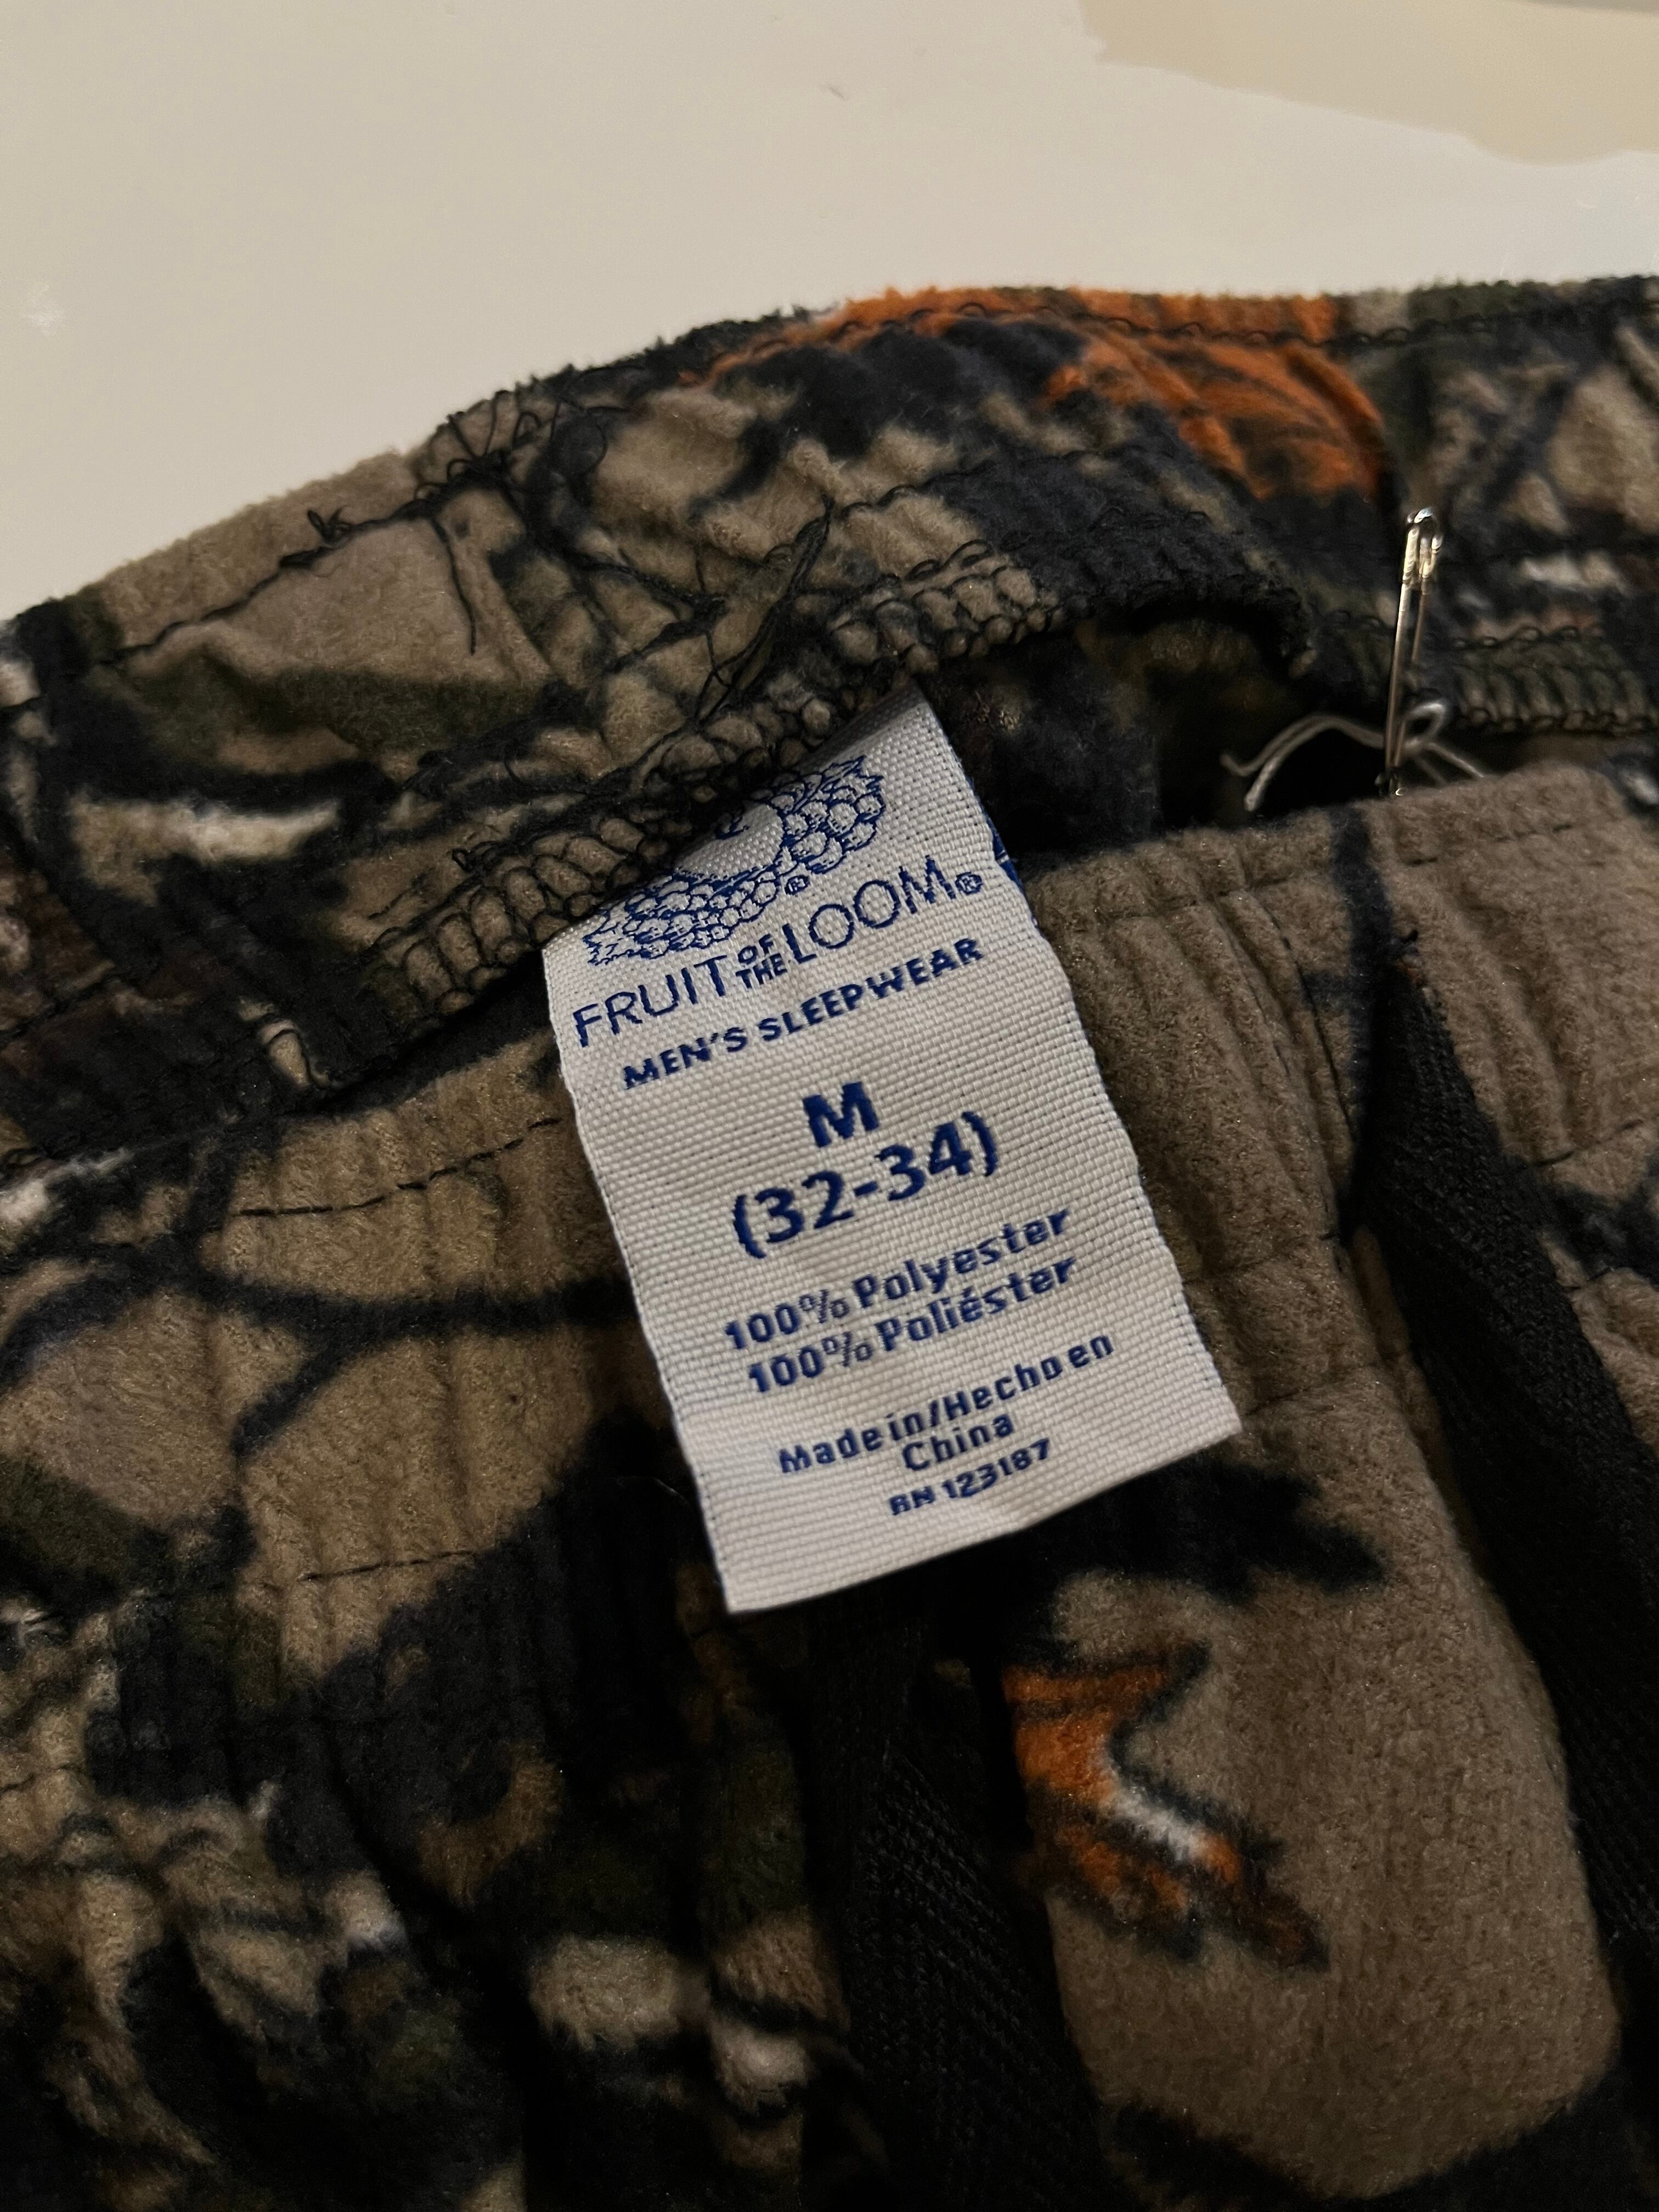 ®
FRUIT OF THE LOOM®
MEN'S SLEEPWEAR
M
(32-34)
100% Polyester
100% Poliéster
Made in/Hecho en
China
RN 123187